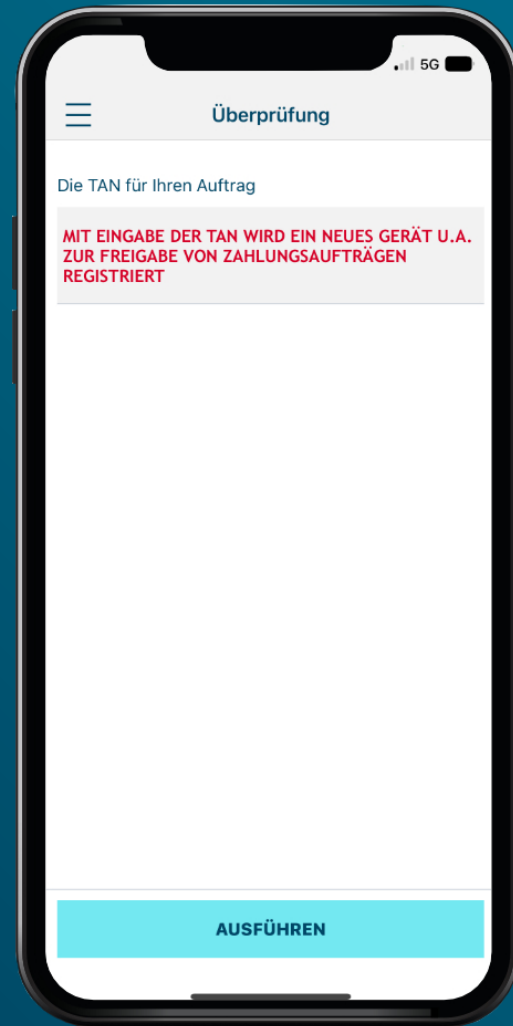 5G
Überprüfung
Die TAN für Ihren Auftrag
MIT EINGABE DER TAN WIRD EIN NEUES GERÄT U.A.
ZUR FREIGABE VON ZAHLUNGSAUFTRÄGEN
REGISTRIERT
AUSFÜHREN